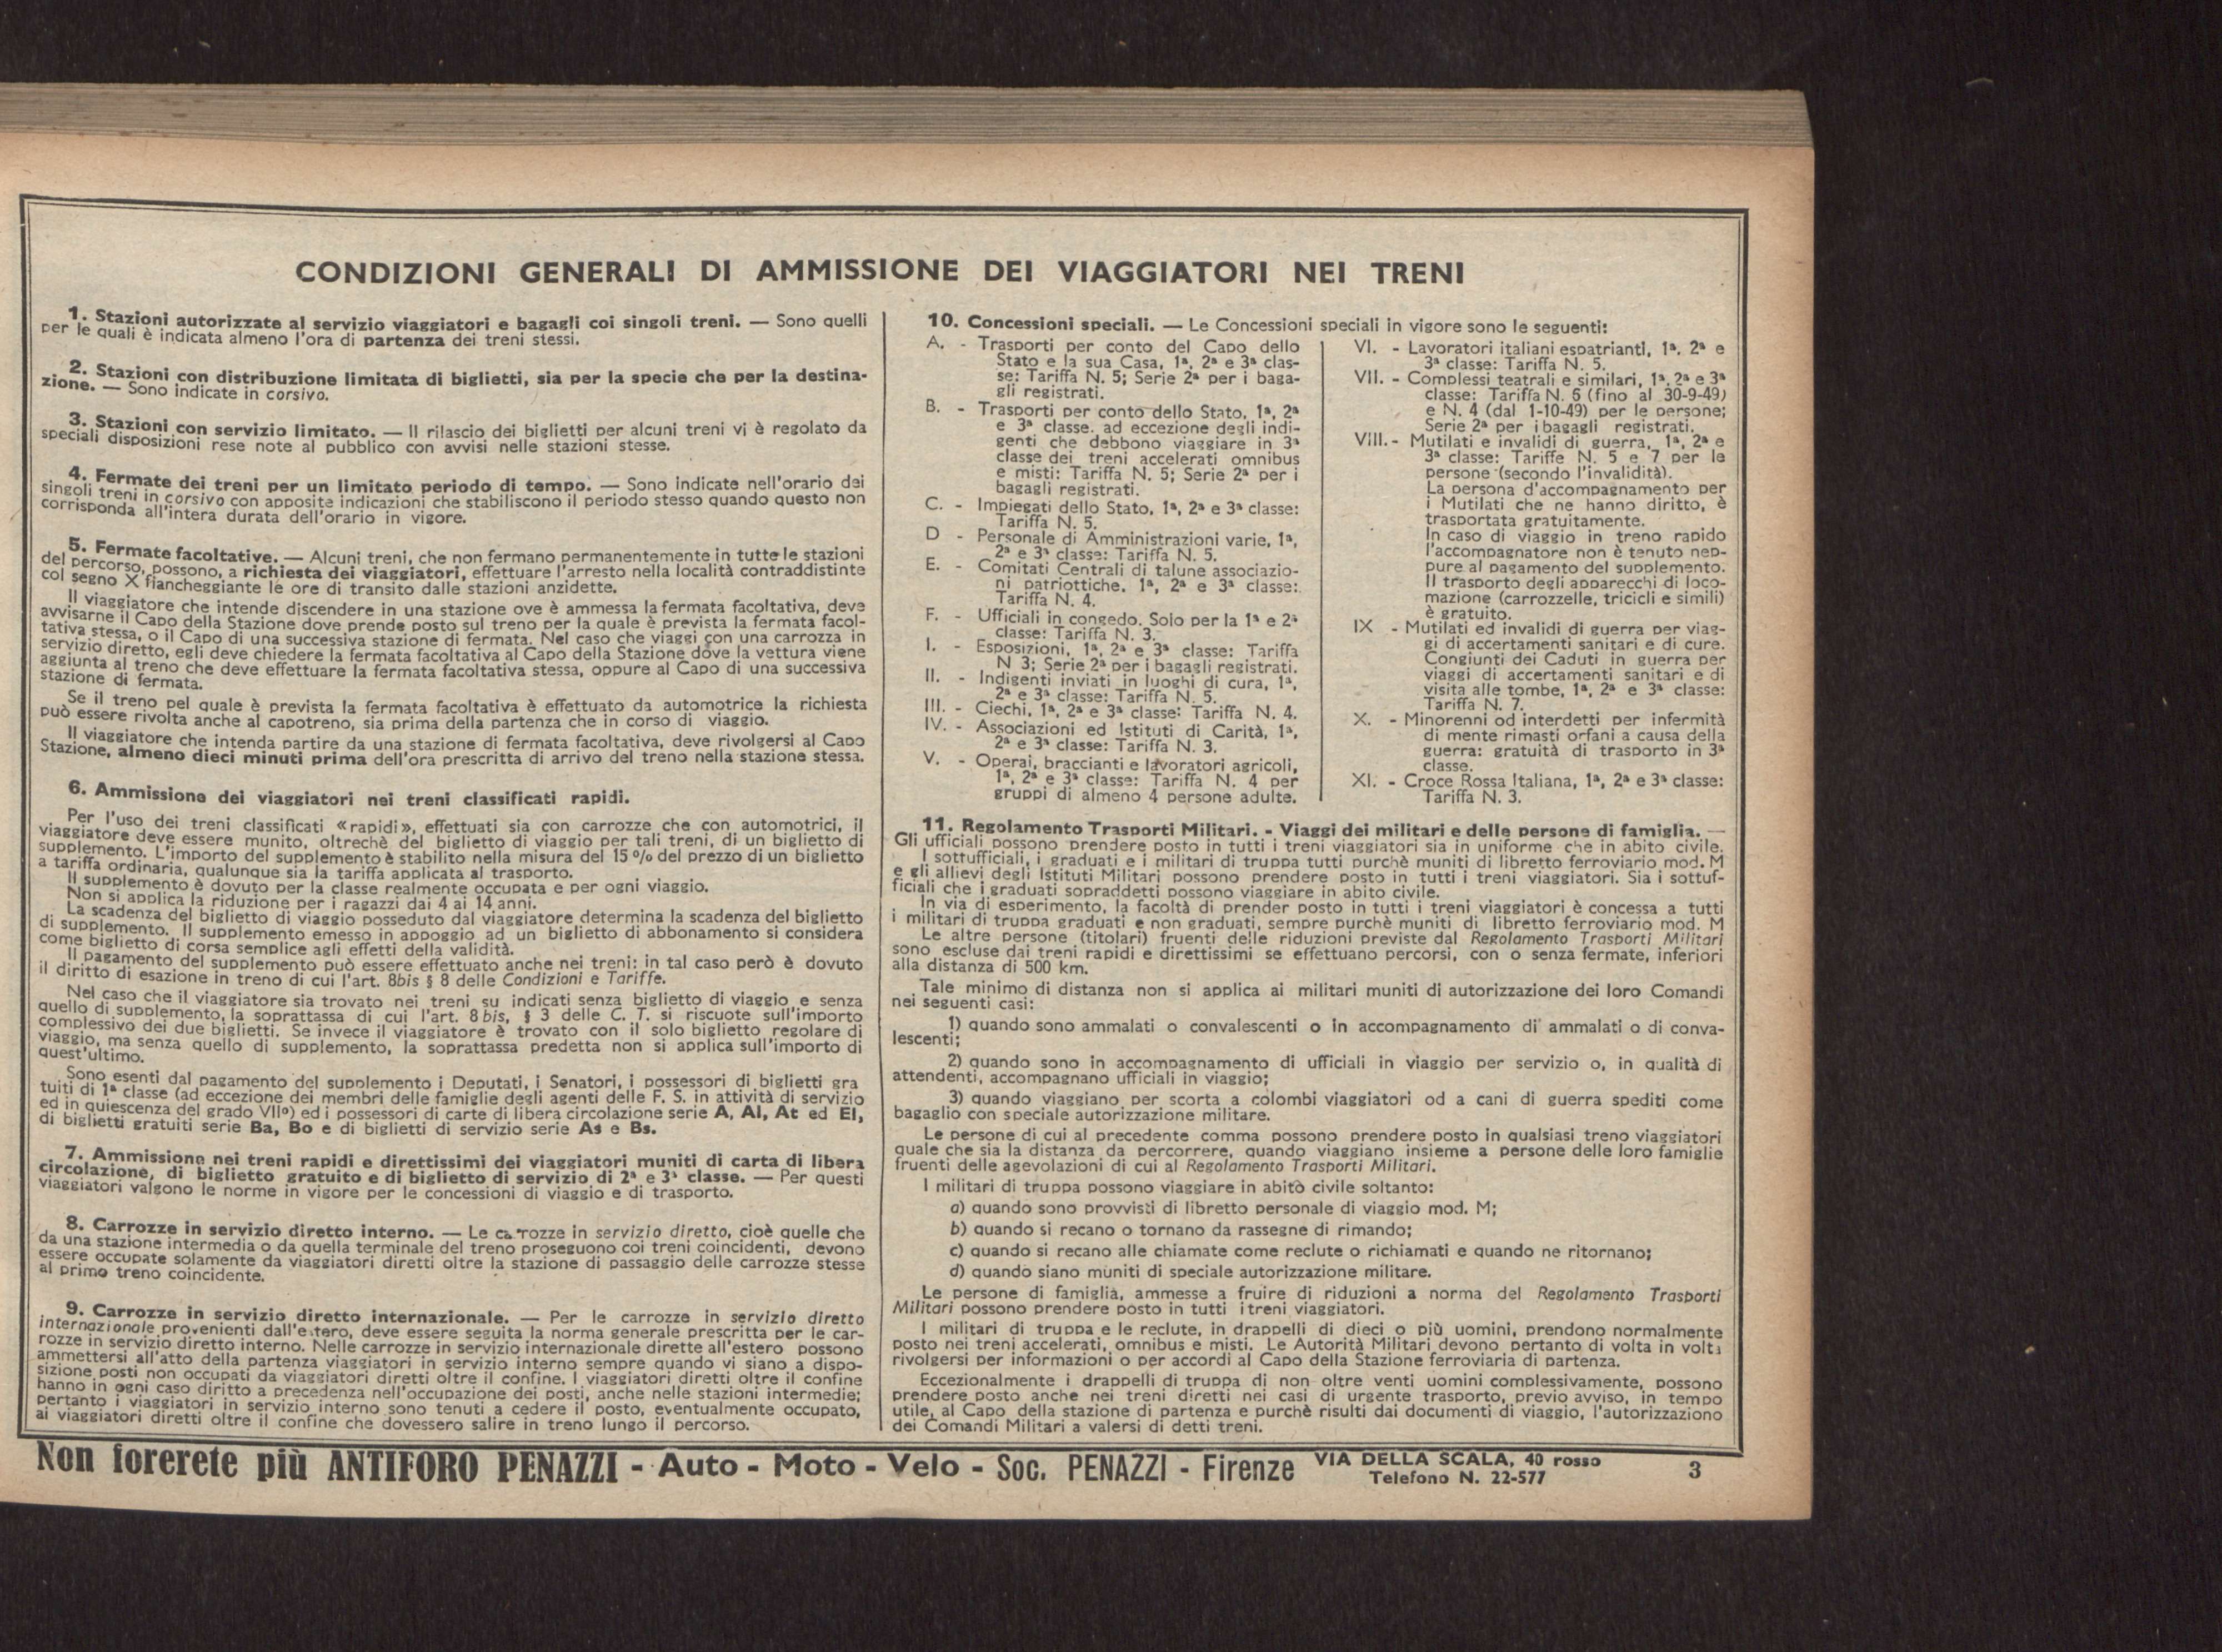 CONDIZIONI GENERALI DI AMMISSIONE DEI VIAGGIATORI NEI TRENI
1. Stazioni autorizzate al servizio viaggiatori e bagagli coi singoli treni. — Sono quelli
per le quali è indicata almeno l'ora di partenza dei treni stessi.
2. Stazioni con distribuzione limitata di biglietti, sia per la specie che per la destina-
zione. — Sono indicate in corsivo.
3. Stazioni con servizio limitato. — Il rilascio dei biglietti per alcuni treni vi è regolato da
speciali disposizioni rese note al pubblico con avvisi nelle stazioni stesse.
4. Fermate dei treni per un limitato periodo di tempo. — Sono indicate nell'orario dei
singoli treni in corsivo con apposite indicazioni che stabiliscono il periodo stesso quando questo non
corrisponda all'intera durata dell'orario in vigore.
5. Fermate facoltative. — Alcuni treni, che non fermano permanentemente in tutte le stazioni
del percorso, possono, a richiesta dei viaggiatori, effettuare l'arresto nella località contraddistinte
col segno X fiancheggiante le ore di transito dalle stazioni anzidette.
Il viaggiatore che intende discendere in una stazione ove è ammessa la fermata facoltativa, deve
avvisarne il Capo della Stazione dove prende posto sul treno per la quale è prevista la fermata facol-
tativa stessa, o il Capo di una successiva stazione di fermata. Nel caso che viaggi con una carrozza in
servizio diretto, egli deve chiedere la fermata facoltativa al Capo della Stazione dove la vettura viene
aggiunta al treno che deve effettuare la fermata facoltativa stessa, oppure al Capo di una successiva
stazione di fermata.
Se il treno pel quale è prevista la fermata facoltativa è effettuato da automotrice la richiesta
può essere rivolta anche al capotreno, sia prima della partenza che in corso di viaggio.
Il viaggiatore che intenda partire da una stazione di fermata facoltativa, deve rivolgersi al Capo
Stazione, almeno dieci minuti prima dell'ora prescritta di arrivo del treno nella stazione stessa.
6. Ammissione dei viaggiatori nei treni classificati rapidi.
Per l'uso dei treni classificati «rapidi», effettuati sia con carrozze che con automotrici, il
viaggiatore deve essere munito, oltrechè del biglietto di viaggio per tali treni, di un biglietto di
supplemento. L'importo del supplemento è stabilito nella misura del 15 % del prezzo di un biglietto
a tariffa ordinaria, qualunque sia la tariffa applicata al trasporto.
Il supplemento è dovuto per la classe realmente occupata e per ogni viaggio.
Non si applica la riduzione per i ragazzi dai 4 ai 14 anni.
La scadenza del biglietto di viaggio posseduto dal viaggiatore determina la scadenza del biglietto
di supplemento. Il supplemento emesso in appoggio ad un biglietto di abbonamento si considera
come biglietto di corsa semplice agli effetti della validità.
Il pagamento del supplemento può essere effettuato anche nei treni: in tal caso però è dovuto
il diritto di esazione in treno di cui l'art. 8bis § 8 delle Condizioni e Tariffe.
Nel caso che il viaggiatore sia trovato nei treni su indicati senza biglietto di viaggio e senza
quello di supplemento, la soprattassa di cui l'art. 8 bis, § 3 delle C. T. si riscuote sull'importo
complessivo dei due biglietti. Se invece il viaggiatore è trovato con il solo biglietto regolare di
viaggio, ma senza quello di supplemento, la soprattassa predetta non si applica sull'importo di
quest'ultimo.
Sono esenti dal pagamento del supplemento i Deputati, i Senatori, i possessori di biglietti gra
tuiti di 1ª classe (ad eccezione dei membri delle famiglie degli agenti delle F. S. in attività di servizio
ed in quiescenza del grado VIIº) ed i possessori di carte di libera circolazione serie A, Al, At ed El,
di biglietti gratuiti serie Ba, Bo e di biglietti di servizio serie As e Bs.
7. Ammissione nei treni rapidi e direttissimi dei viaggiatori muniti di carta di libera
circolazione, di biglietto gratuito e di biglietto di servizio di 2ª e 3ª classe. — Per questi
viaggiatori valgono le norme in vigore per le concessioni di viaggio e di trasporto.
8. Carrozze in servizio diretto interno. — Le carrozze in servizio diretto, cioè quelle che
da una stazione intermedia o da quella terminale del treno proseguono coi treni coincidenti, devono
essere occupate solamente da viaggiatori diretti oltre la stazione di passaggio delle carrozze stesse
al primo treno coincidente.
9. Carrozze in servizio diretto internazionale. — Per le carrozze in servizio diretto
internazionale provenienti dall'estero, deve essere seguita la norma generale prescritta per le car-
rozze in servizio diretto interno. Nelle carrozze in servizio internazionale dirette all'estero possono
ammettersi all'atto della partenza viaggiatori in servizio interno sempre quando vi siano a dispo-
sizione posti non occupati da viaggiatori diretti oltre il confine. I viaggiatori diretti oltre il confine
hanno in ogni caso diritto a precedenza nell'occupazione dei posti, anche nelle stazioni intermedie;
pertanto i viaggiatori in servizio interno sono tenuti a cedere il posto, eventualmente occupato,
ai viaggiatori diretti oltre il confine che dovessero salire in treno lungo il percorso.
10. Concessioni speciali. — Le Concessioni speciali in vigore sono le seguenti:
A. - Trasporti per conto del Capo dello
Stato e la sua Casa, 1ª, 2ª e 3ª clas-
se: Tariffa N. 5; Serie 2ª per i baga-
gli registrati.
B. - Trasporti per conto dello Stato, 1ª, 2ª
e 3ª classe. ad eccezione degli indi-
genti che debbono viaggiare in 3ª
classe dei treni accelerati omnibus
e misti: Tariffa N. 5; Serie 2ª per i
bagagli registrati.
C. - Impiegati dello Stato, 1ª, 2ª e 3ª classe:
Tariffa N. 5.
D - Personale di Amministrazioni varie, 1ª,
2ª e 3ª classe: Tariffa N. 5.
E. - Comitati Centrali di talune associazio-
ni patriottiche, 1ª, 2ª e 3ª classe:
Tariffa N. 4.
F. - Ufficiali in congedo. Solo per la 1ª e 2ª
classe: Tariffa N. 3.
I. - Esposizioni, 1ª, 2ª e 3ª classe: Tariffa
N 3; Serie 2ª per i bagagli registrati.
II. - Indigenti inviati in luoghi di cura, 1ª,
2ª e 3ª classe: Tariffa N. 5.
III. - Ciechi, 1ª, 2ª e 3ª classe: Tariffa N. 4.
IV. - Associazioni ed Istituti di Carità, 1ª,
2ª e 3ª classe: Tariffa N. 3.
V. - Operai, braccianti e lavoratori agricoli,
1ª, 2ª e 3ª classe: Tariffa N. 4 per
gruppi di almeno 4 persone adulte.
VI. - Lavoratori italiani espatrianti, 1ª. 2ª e
3ª classe: Tariffa N. 5.
VII. - Complessi teatrali e similari, 1ª, 2ª e 3ª
classe: Tariffa N. 6 (fino al 30-9-49)
e N. 4 (dal 1-10-49) per le persone;
Serie 2ª per i bagagli registrati.
VIII. - Mutilati e invalidi di guerra, 1ª, 2ª e
3ª classe: Tariffe N. 5 e 7 per le
persone (secondo l'invalidità).
La persona d'accompagnamento per
i Mutilati che ne hanno diritto, è
trasportata gratuitamente.
In caso di viaggio in treno rapido
l'accompagnatore non è tenuto nep-
pure al pagamento del supplemento.
Il trasporto degli apparecchi di loco-
mazione (carrozzelle, tricicli e simili)
è gratuito.
IX - Mutilati ed invalidi di guerra per viag-
gi di accertamenti sanitari e di cure.
Congiunti dei Caduti in guerra per
viaggi di accertamenti sanitari e di
visita alle tombe, 1ª, 2ª e 3ª classe:
Tariffa N. 7.
X. - Minorenni od interdetti per infermità
di mente rimasti orfani a causa della
guerra: gratuità di trasporto in 3ª
classe.
XI. - Croce Rossa Italiana, 1ª, 2ª e 3ª classe:
Tariffa N. 3.
11. Regolamento Trasporti Militari. - Viaggi dei militari e delle persone di famiglia. —
Gli ufficiali possono prendere posto in tutti i treni viaggiatori sia in uniforme che in abito civile.
I sottufficiali, i graduati e i militari di truppa tutti purchè muniti di libretto ferroviario mod. M
e gli allievi degli Istituti Militari possono prendere posto in tutti i treni viaggiatori. Sia i sottuf-
ficiali che i graduati sopraddetti possono viaggiare in abito civile.
In via di esperimento, la facoltà di prender posto in tutti i treni viaggiatori è concessa a tutti
i militari di truppa graduati e non graduati, sempre purchè muniti di libretto ferroviario mod. M
Le altre persone (titolari) fruenti delle riduzioni previste dal Regolamento Trasporti Militari
sono escluse dai treni rapidi e direttissimi se effettuano percorsi, con o senza fermate, inferiori
alla distanza di 500 km.
Tale minimo di distanza non si applica ai militari muniti di autorizzazione dei loro Comandi
nei seguenti casi:
1) quando sono ammalati o convalescenti o in accompagnamento di ammalati o di conva-
lescenti;
2) quando sono in accompagnamento di ufficiali in viaggio per servizio o, in qualità di
attendenti, accompagnano ufficiali in viaggio;
3) quando viaggiano per scorta a colombi viaggiatori od a cani di guerra spediti come
bagaglio con speciale autorizzazione militare.
Le persone di cui al precedente comma possono prendere posto in qualsiasi treno viaggiatori
quale che sia la distanza da percorrere, quando viaggiano insieme a persone delle loro famiglie
fruenti delle agevolazioni di cui al Regolamento Trasporti Militari.
I militari di truppa possono viaggiare in abito civile soltanto:
a) quando sono provvisti di libretto personale di viaggio mod. M;
b) quando si recano o tornano da rassegne di rimando;
c) quando si recano alle chiamate come reclute o richiamati e quando ne ritornano;
d) quando siano muniti di speciale autorizzazione militare.
Le persone di famiglia, ammesse a fruire di riduzioni a norma del Regolamento Trasporti
Militari possono prendere posto in tutti i treni viaggiatori.
I militari di truppa e le reclute, in drappelli di dieci o più uomini, prendono normalmente
posto nei treni accelerati, omnibus e misti. Le Autorità Militari devono pertanto di volta in volta
rivolgersi per informazioni o per accordi al Capo della Stazione ferroviaria di partenza.
Eccezionalmente i drappelli di truppa di non oltre venti uomini complessivamente, possono
prendere posto anche nei treni diretti nei casi di urgente trasporto, previo avviso, in tempo
utile, al Capo della stazione di partenza e purchè risulti dai documenti di viaggio, l'autorizzazione
dei Comandi Militari a valersi di detti treni.
Non forerete più ANTIFORO PENAZZI - Auto - Moto - Velo - Soc. PENAZZI - Firenze VIA DELLA SCALA, 40 rosso
Telefono N. 22-577
3